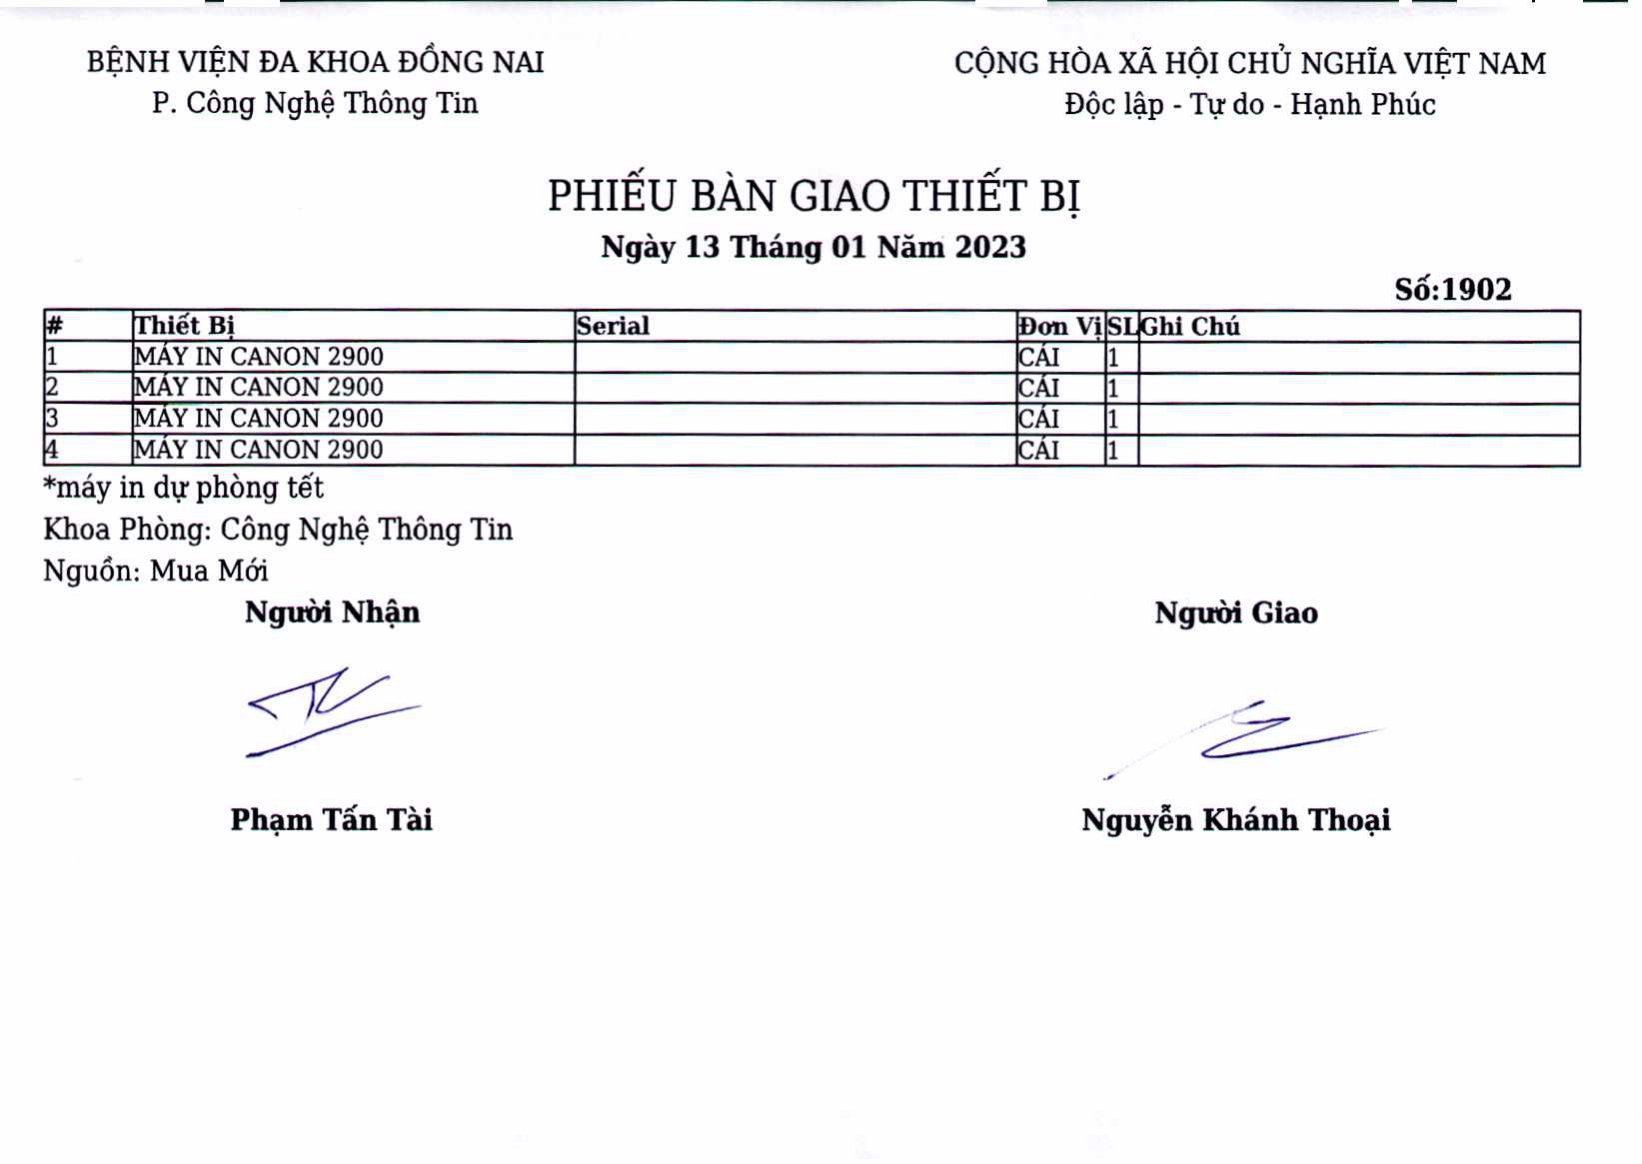 BỆNH VIỆN ĐA KHOA ĐỒNG NAI
P. Công Nghệ Thông Tin
CỘNG HÒA XÃ HỘI CHỦ NGHĨA VIỆT NAM
Độc lập - Tự do - Hạnh Phúc
PHIẾU BÀN GIAO THIẾT BỊ
Ngày 13 Tháng 01 Năm 2023
Số:1902
# Thiết Bị Serial Đơn Vị SL Ghi Chú
1 MÁY IN CANON 2900 CÁI 1
2 MÁY IN CANON 2900 CÁI 1
3 MÁY IN CANON 2900 CÁI 1
4 MÁY IN CANON 2900 CÁI 1
*máy in dự phòng tết
Khoa Phòng: Công Nghệ Thông Tin
Nguồn: Mua Mới
Người Nhận Người Giao
Phạm Tấn Tài Nguyễn Khánh Thoại